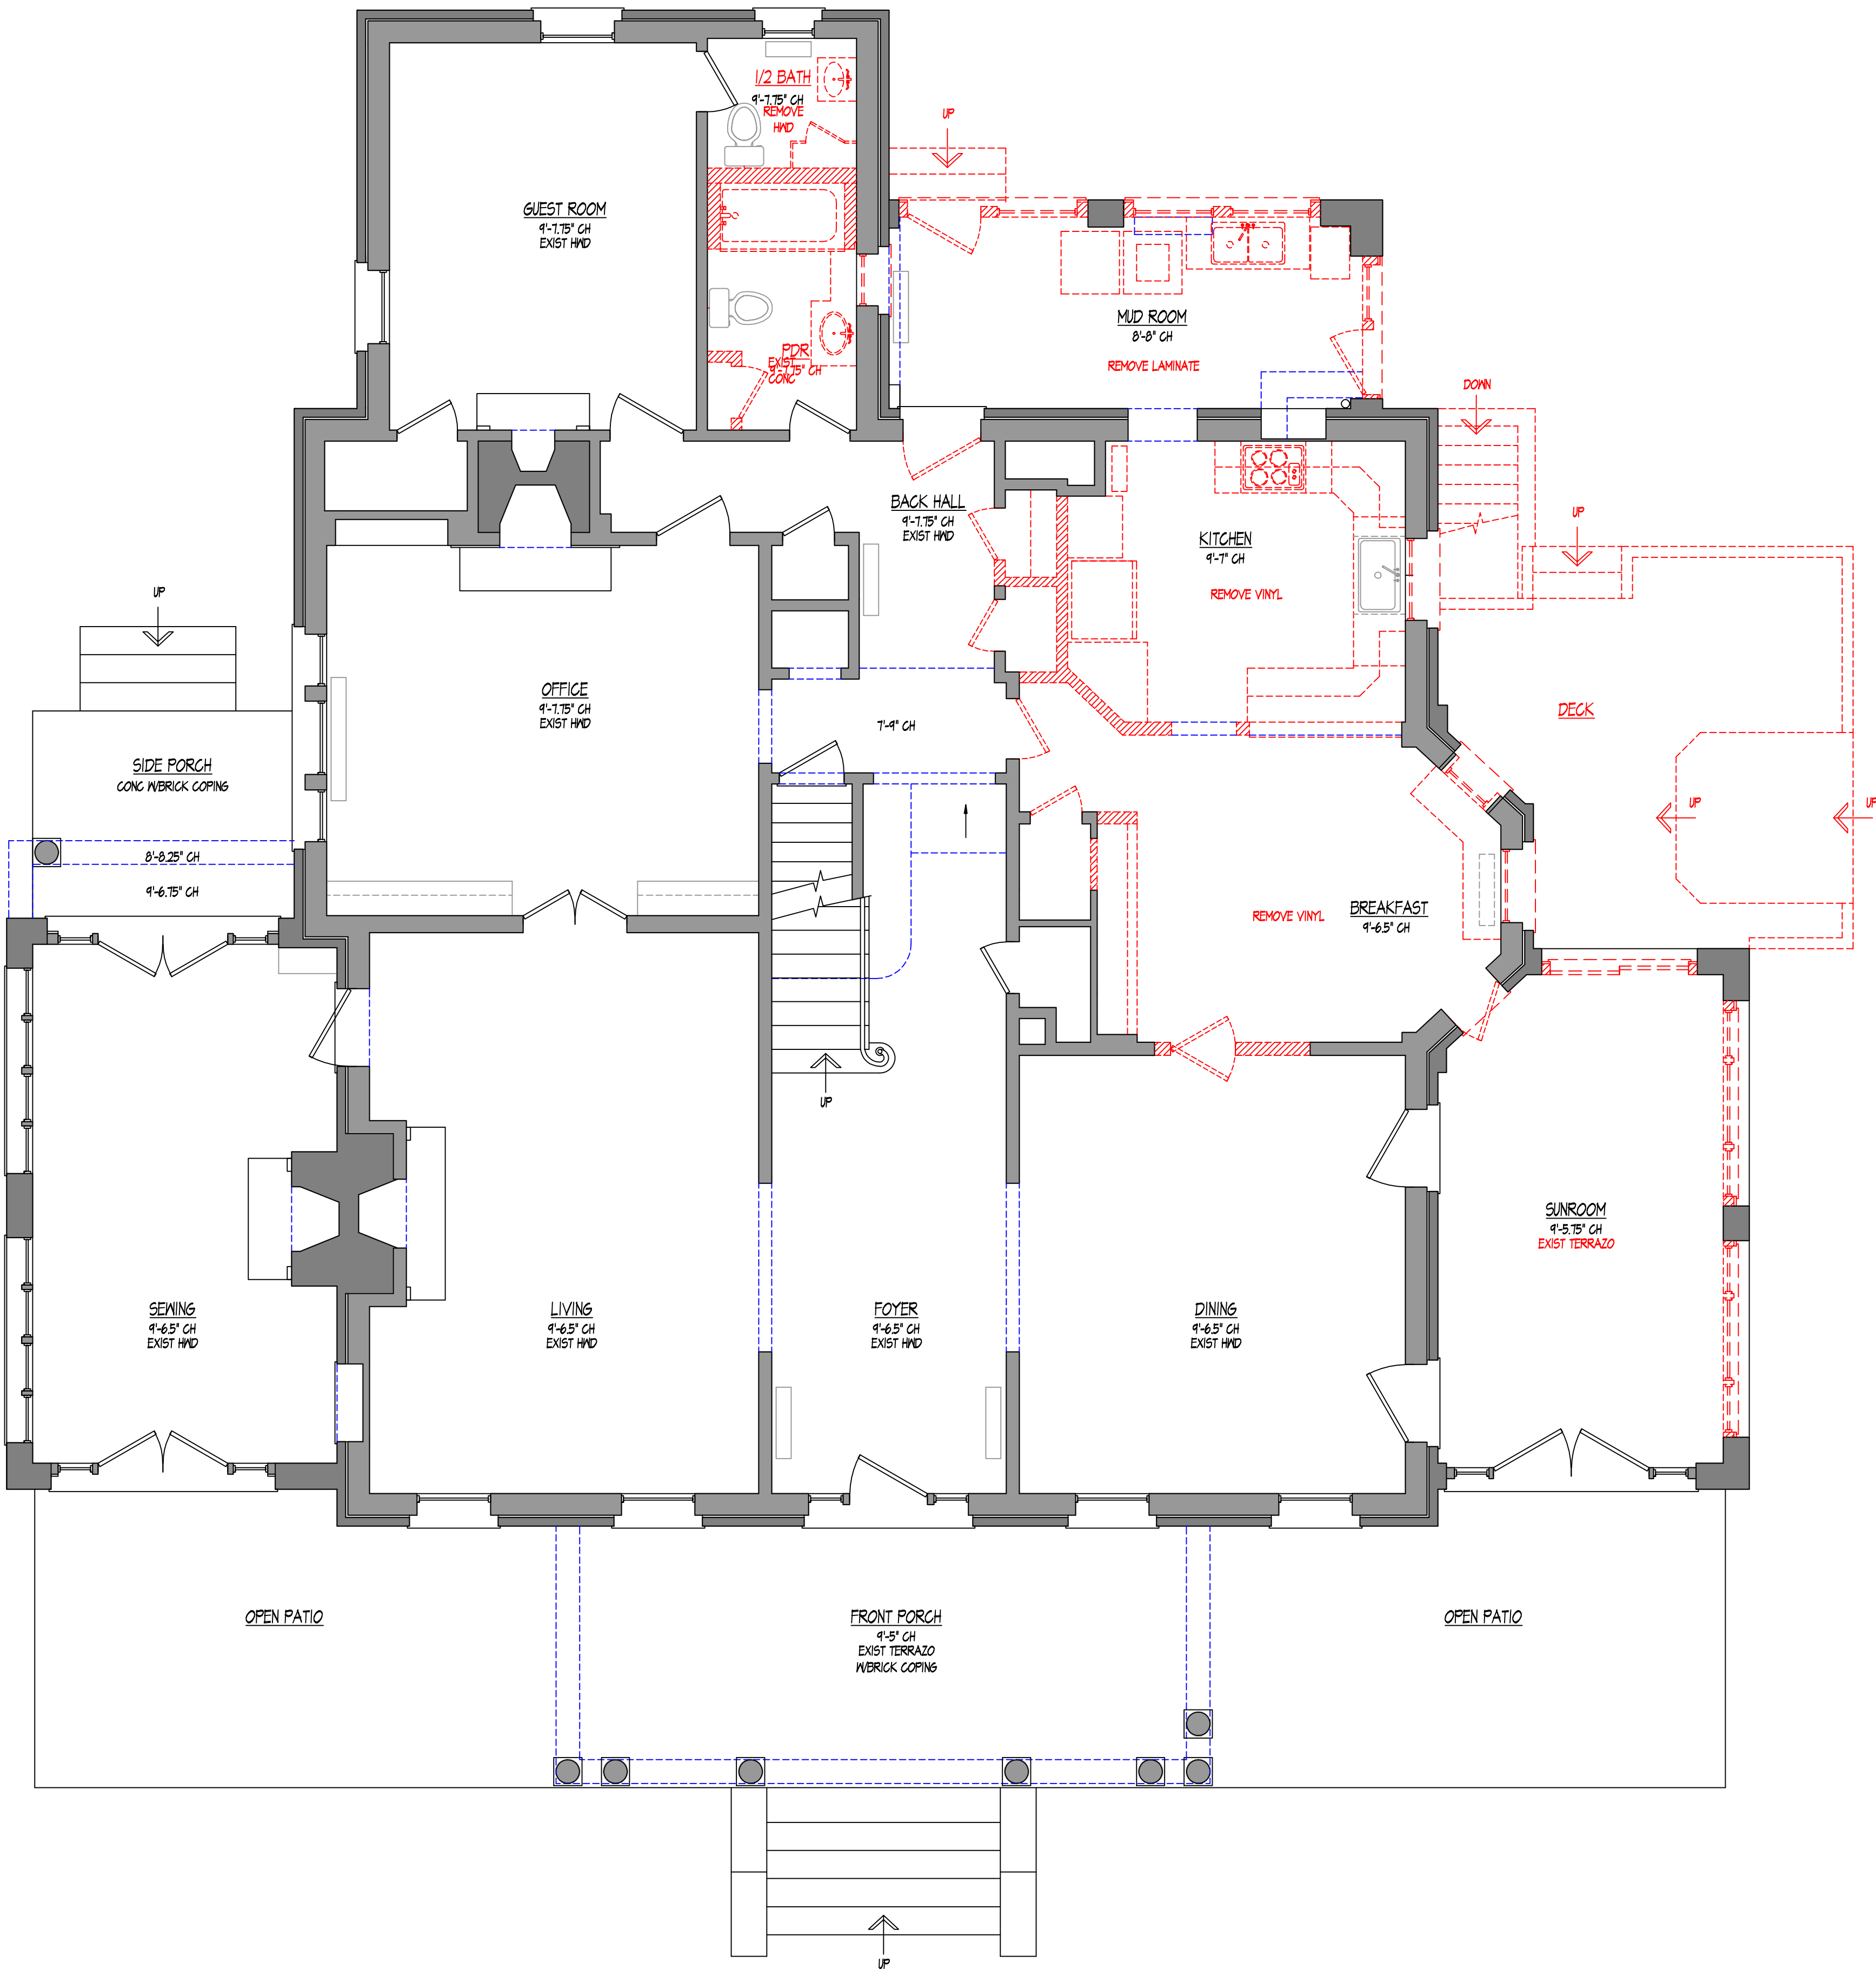 1/2 BATH
9'-7.75" CH
REMOVE
HWD
UP
GUEST ROOM
9'-7.75" CH
EXIST HWD
MUD ROOM
8'-8" CH
REMOVE LAMINATE
PDR
EXIST
9'-7.75" CH
CONC
DOWN
BACK HALL
9'-7.75" CH
EXIST HWD
KITCHEN
9'-7" CH
REMOVE VINYL
UP
UP
OFFICE
9'-7.75" CH
EXIST HWD
7'-9" CH
DECK
SIDE PORCH
CONC W/BRICK COPING
UP
UP
8'-8.25" CH
9'-6.75" CH
REMOVE VINYL
BREAKFAST
9'-6.5" CH
UP
SUNROOM
9'-5.75" CH
EXIST TERRAZO
SEWING
9'-6.5" CH
EXIST HWD
LIVING
9'-6.5" CH
EXIST HWD
FOYER
9'-6.5" CH
EXIST HWD
DINING
9'-6.5" CH
EXIST HWD
OPEN PATIO
FRONT PORCH
9'-5" CH
EXIST TERRAZO
W/BRICK COPING
OPEN PATIO
UP